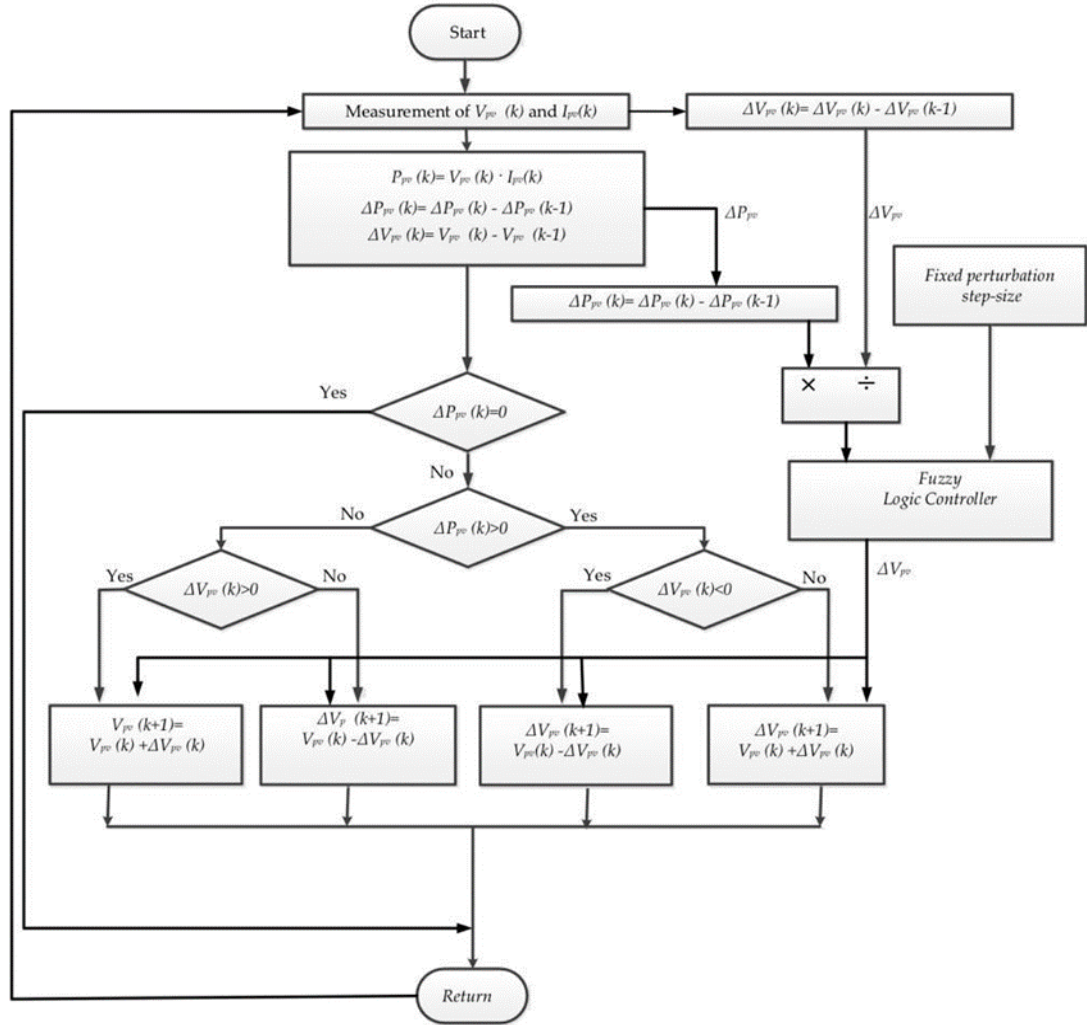 Start
Measurement of Vpv (k) and Ipv(k)
ΔVpv (k)= ΔVpv (k) - ΔVpv (k-1)
Ppv (k)= Vpv (k) · Ipv(k)
ΔPpv (k)= ΔPpv (k) - ΔPpv (k-1)
ΔVpv (k)= Vpv (k) - Vpv (k-1)
ΔPpv
ΔVpv
Fixed perturbation
step-size
ΔPpv (k)= ΔPpv (k) - ΔPpv (k-1)
× ÷
Yes
ΔPpv (k)=0
No
Fuzzy
Logic Controller
No
ΔPpv (k)>0
Yes
ΔVpv
Yes
ΔVpv (k)>0
No
Yes
ΔVpv (k)<0
No
Vpv (k+1)=
Vpv (k) +ΔVpv (k)
ΔVp (k+1)=
Vpv (k) -ΔVpv (k)
ΔVpv (k+1)=
Vpv(k) -ΔVpv (k)
ΔVpv (k+1)=
Vpv (k) +ΔVpv (k)
Return